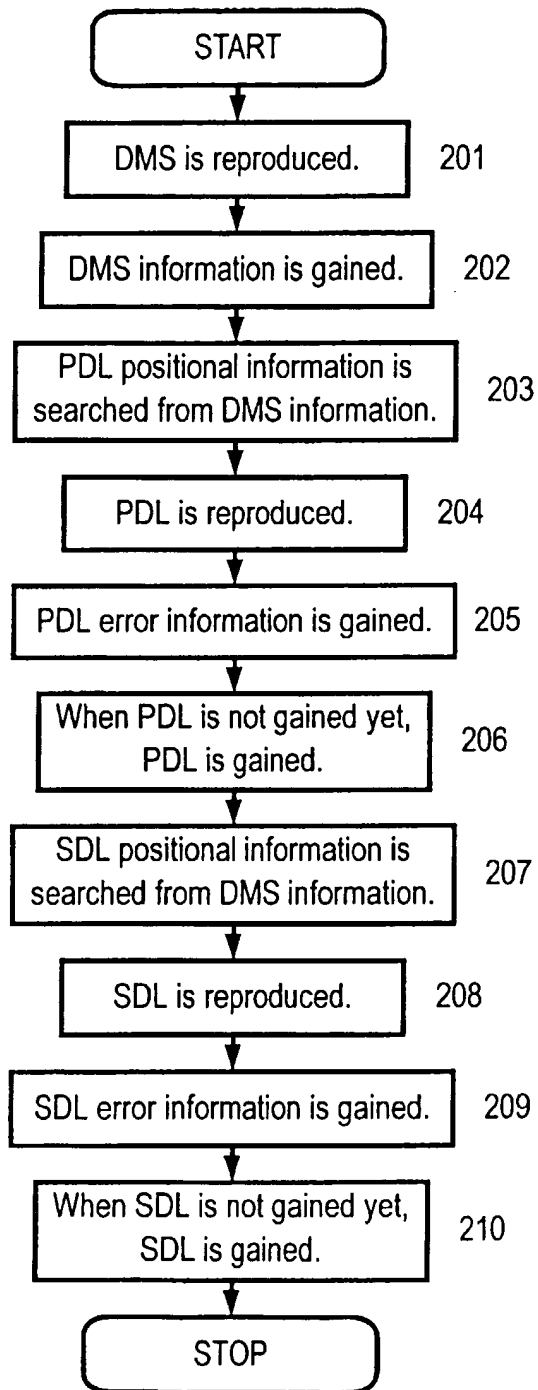 START
DMS is reproduced. 201
DMS information is gained. 202
PDL positional information is
searched from DMS information. 203
PDL is reproduced. 204
PDL error information is gained. 205
When PDL is not gained yet,
PDL is gained. 206
SDL positional information is
searched from DMS information. 207
SDL is reproduced. 208
SDL error information is gained. 209
When SDL is not gained yet,
SDL is gained. 210
STOP